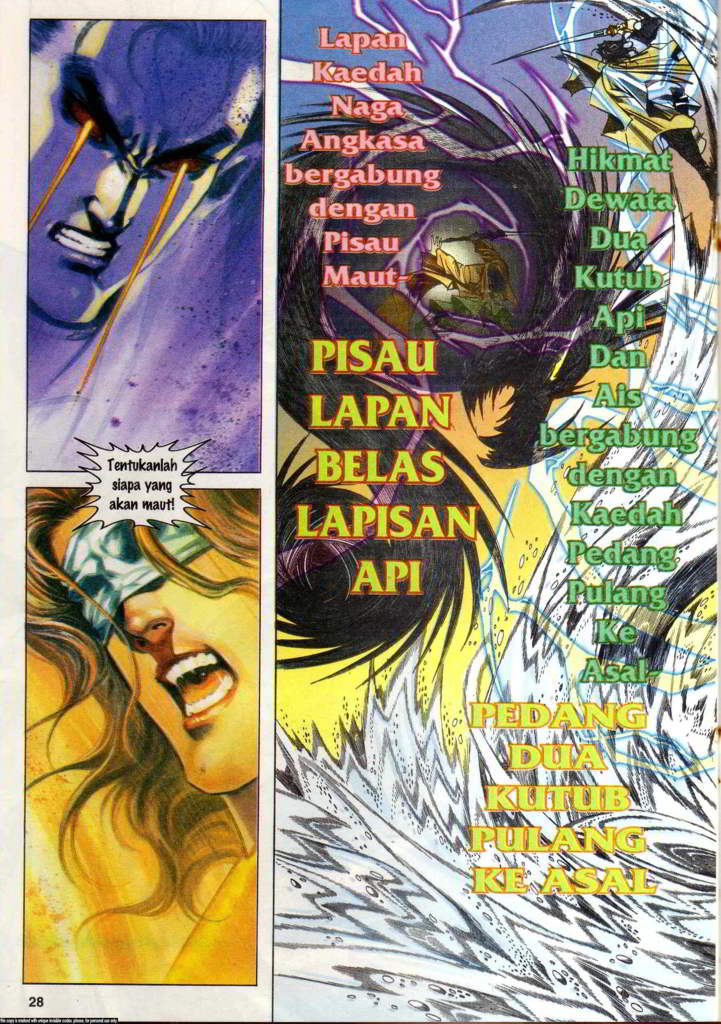 Tentukanlah
siapa yang
akan maut!
Lapan
Kaedah
Naga
Angkasa
bergabung
dengan
Pisau
Maut-
PISAU
LAPAN
BELAS
LAPISAN
API
Hikmat
Dewata
Dua
Kutub
Api
Dan
Ais
bergabung
dengan
Kaedah
Pedang
Pulang
Ke
Asal-
PEDANG
DUA
KUTUB
PULANG
KE ASAL
28